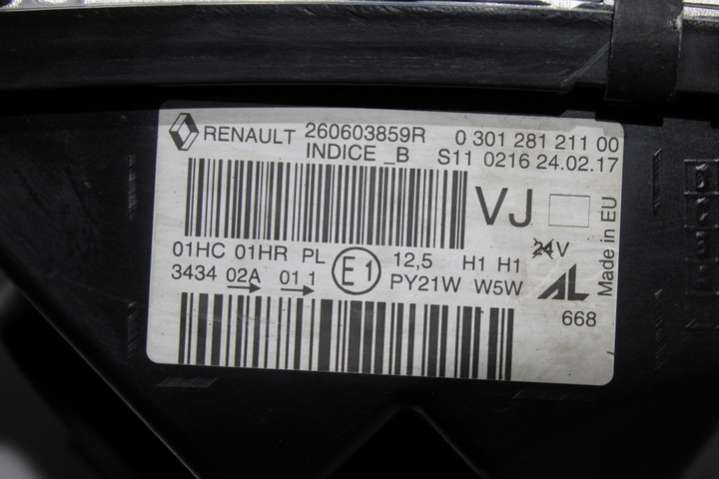 RENAULT 260603859R 0 301 281 211 00
INDICE _B S11 0216 24.02.17
VJ
01HC 01HR PL E1 12,5 H1 H1 24V
3434 02A 01 1 PY21W W5W AL
668
Made in EU